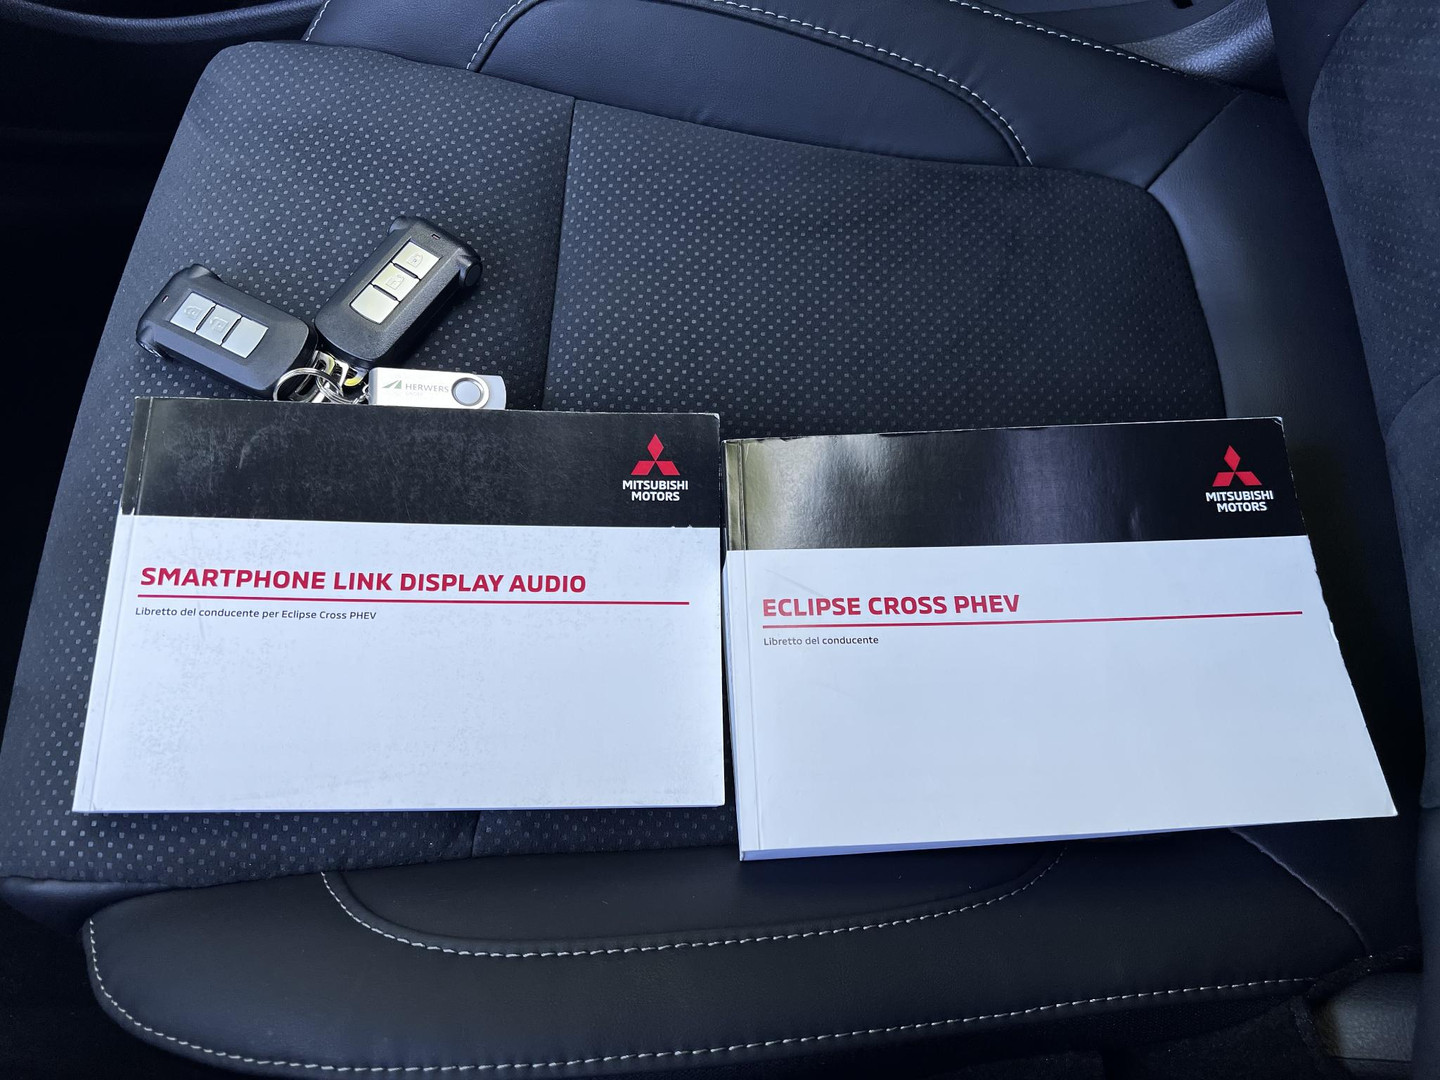 HERWERS
MITSUBISHI
MOTORS
SMARTPHONE LINK DISPLAY AUDIO
Libretto del conducente per Eclipse Cross PHEV
MITSUBISHI
MOTORS
ECLIPSE CROSS PHEV
Libretto del conducente